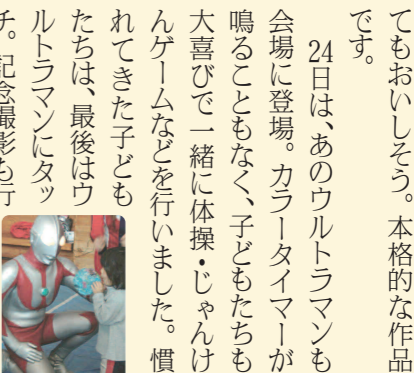 てもおいしそう。本格的な作品
です。
24日は、あのウルトラマンも
会場に登場。カラータイマーが
鳴ることもなく、子どもたちも
大喜びで一緒に体操・じゃんけ
んゲームなどを行いました。慣
れてきた子ども
たちは、最後はウ
ルトラマンにタッ
チ。記念撮影も行